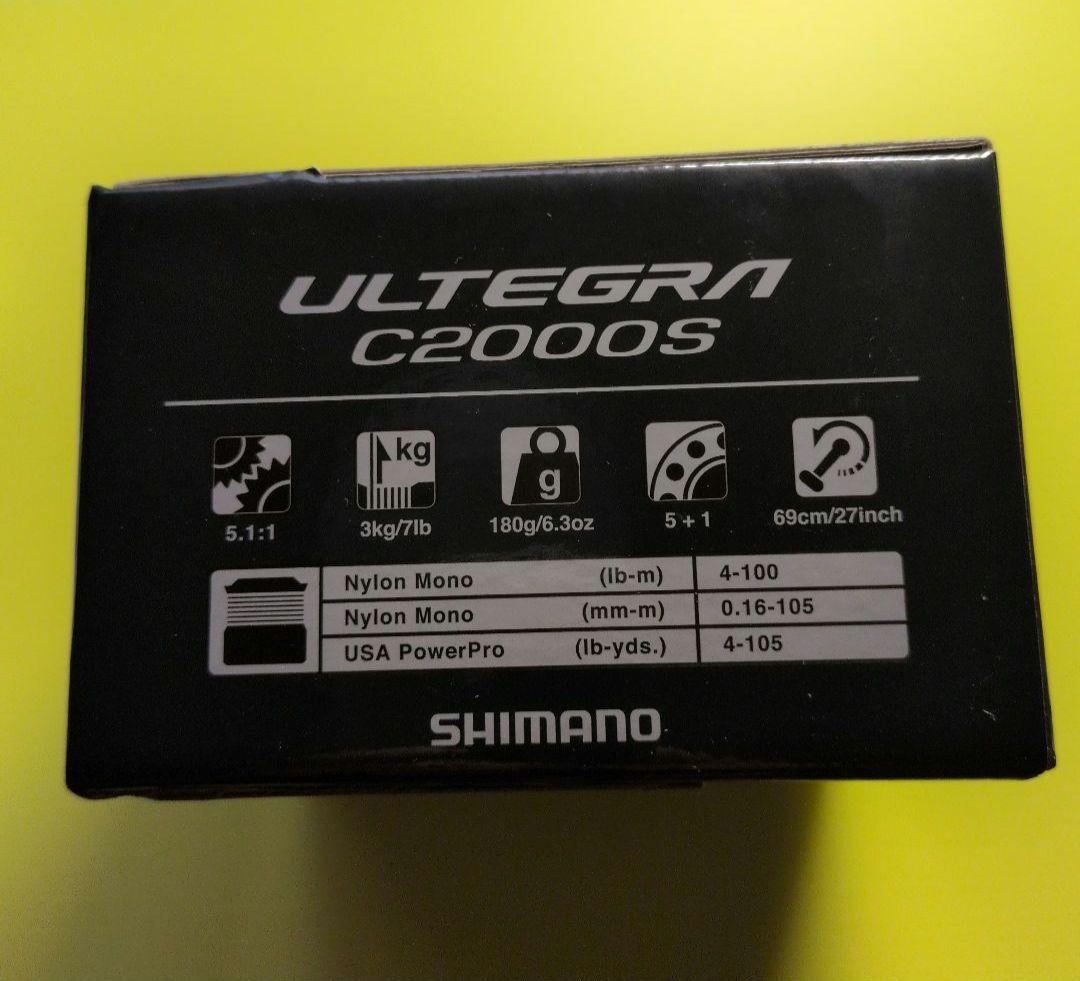 ULTEGRA
C2000S
kg
g
5.1:1 3kg/7lb 180g/6.3oz 5+1 69cm/27inch
Nylon Mono (lb-m) 4-100
Nylon Mono (mm-m) 0.16-105
USA PowerPro (lb-yds.) 4-105
SHIMANO